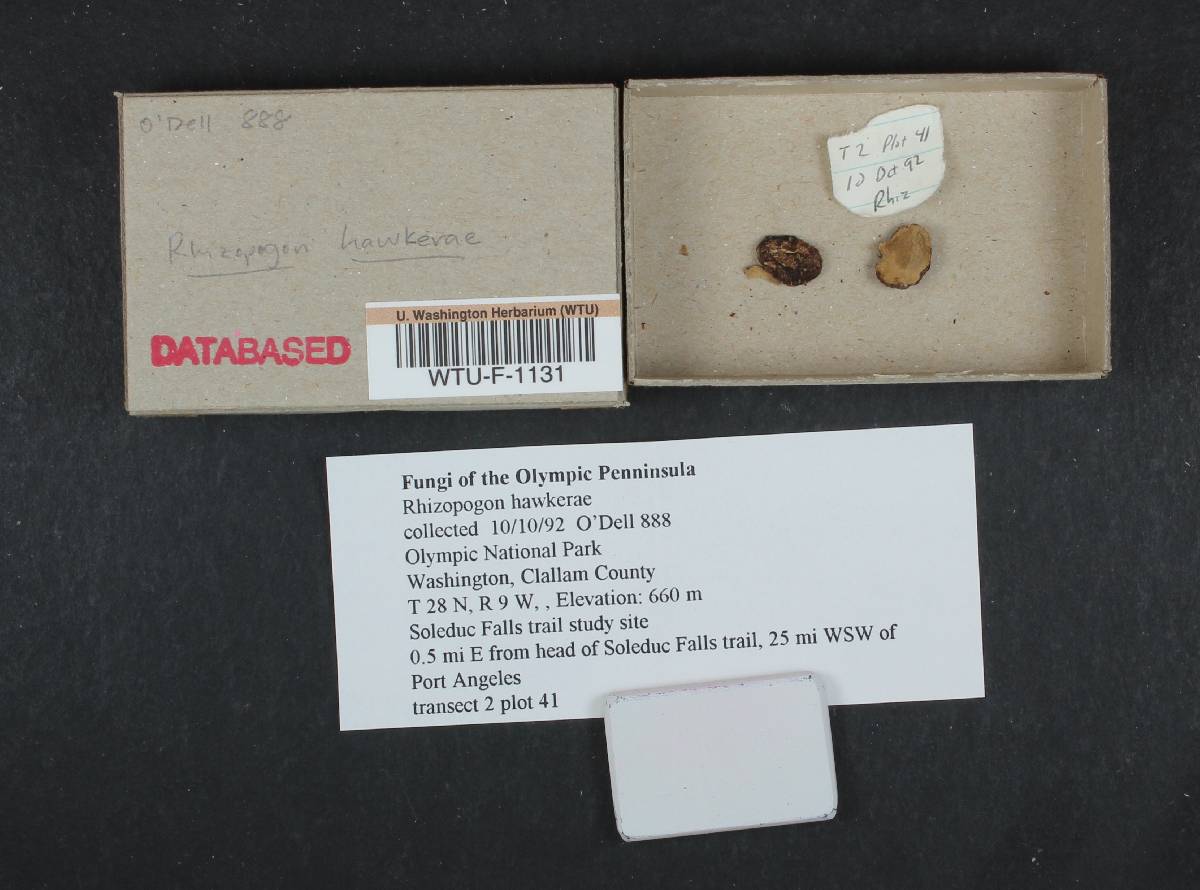 O'Dell 888
Rhizopogon hawkerae
DATABASED
U. Washington Herbarium (WTU)
WTU-F-1131
T 2 Plot 41
10 Oct 92
Rhiz
Fungi of the Olympic Penninsula
Rhizopogon hawkerae
collected 10/10/92 O'Dell 888
Olympic National Park
Washington, Clallam County
T 28 N, R 9 W, , Elevation: 660 m
Soleduc Falls trail study site
0.5 mi E from head of Soleduc Falls trail, 25 mi WSW of
Port Angeles
transect 2 plot 41